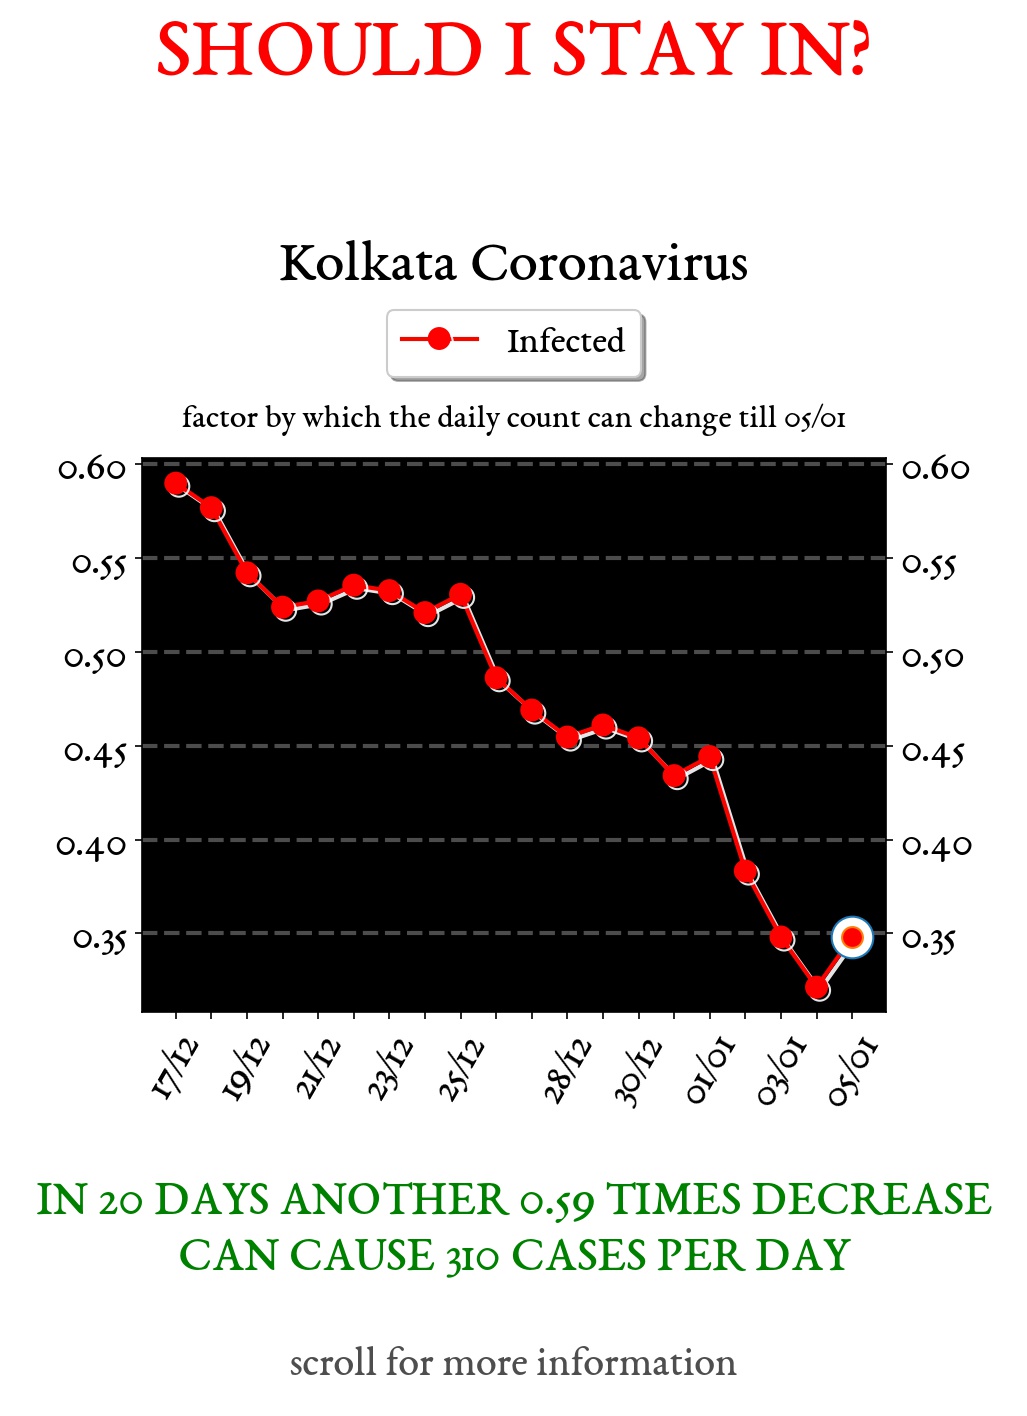 SHOULD I STAY IN?
Kolkata Coronavirus
Infected
factor by which the daily count can change till 05/01
0.60 0.60
0.55 0.55
0.50 0.50
0.45 0.45
0.40 0.40
0.35 0.35
17/12 19/12 21/12 23/12 25/12 28/12 30/12 01/01 03/01 05/01
IN 20 DAYS ANOTHER 0.59 TIMES DECREASE
CAN CAUSE 310 CASES PER DAY
scroll for more information